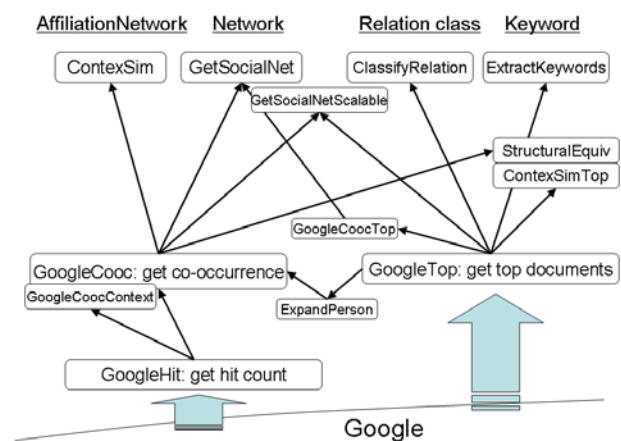 AffiliationNetwork Network Relation class Keyword
ContexSim GetSocialNet ClassifyRelation ExtractKeywords
GetSocialNetScalable
StructuralEquiv
ContexSimTop
GoogleCoocTop
GoogleCooc: get co-occurrence GoogleTop: get top documents
GoogleCoocContext
ExpandPerson
GoogleHit: get hit count
Google